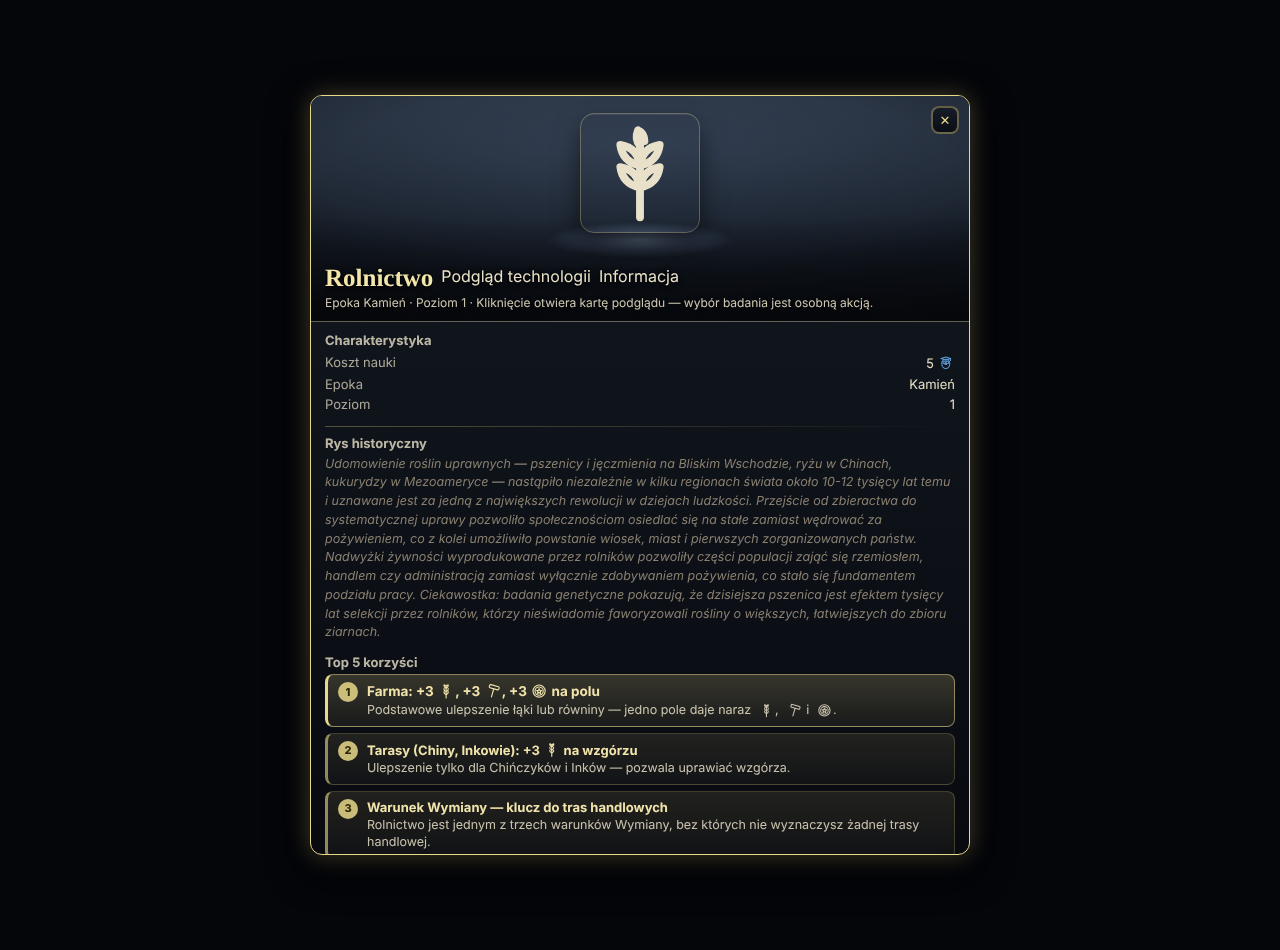 ×
Rolnictwo Podgląd technologii Informacja
Epoka Kamień · Poziom 1 · Kliknięcie otwiera kartę podglądu — wybór badania jest osobną akcją.
Charakterystyka
Koszt nauki 5
Epoka Kamień
Poziom 1
Rys historyczny
Udomowienie roślin uprawnych — pszenicy i jęczmienia na Bliskim Wschodzie, ryżu w Chinach,
kukurydzy w Mezoameryce — nastąpiło niezależnie w kilku regionach świata około 10-12 tysięcy lat temu
i uznawane jest za jedną z największych rewolucji w dziejach ludzkości. Przejście od zbieractwa do
systematycznej uprawy pozwoliło społecznościom osiedlać się na stałe zamiast wędrować za
pożywieniem, co z kolei umożliwiło powstanie wiosek, miast i pierwszych zorganizowanych państw.
Nadwyżki żywności wyprodukowane przez rolników pozwoliły części populacji zająć się rzemiosłem,
handlem czy administracją zamiast wyłącznie zdobywaniem pożywienia, co stało się fundamentem
podziału pracy. Ciekawostka: badania genetyczne pokazują, że dzisiejsza pszenica jest efektem tysięcy
lat selekcji przez rolników, którzy nieświadomie faworyzowali rośliny o większych, łatwiejszych do zbioru
ziarnach.
Top 5 korzyści
1 Farma: +3 , +3 , +3 na polu
Podstawowe ulepszenie łąki lub równiny — jedno pole daje naraz , i .
2 Tarasy (Chiny, Inkowie): +3 na wzgórzu
Ulepszenie tylko dla Chińczyków i Inków — pozwala uprawiać wzgórza.
3 Warunek Wymiany — klucz do tras handlowych
Rolnictwo jest jednym z trzech warunków Wymiany, bez których nie wyznaczysz żadnej trasy
handlowej.